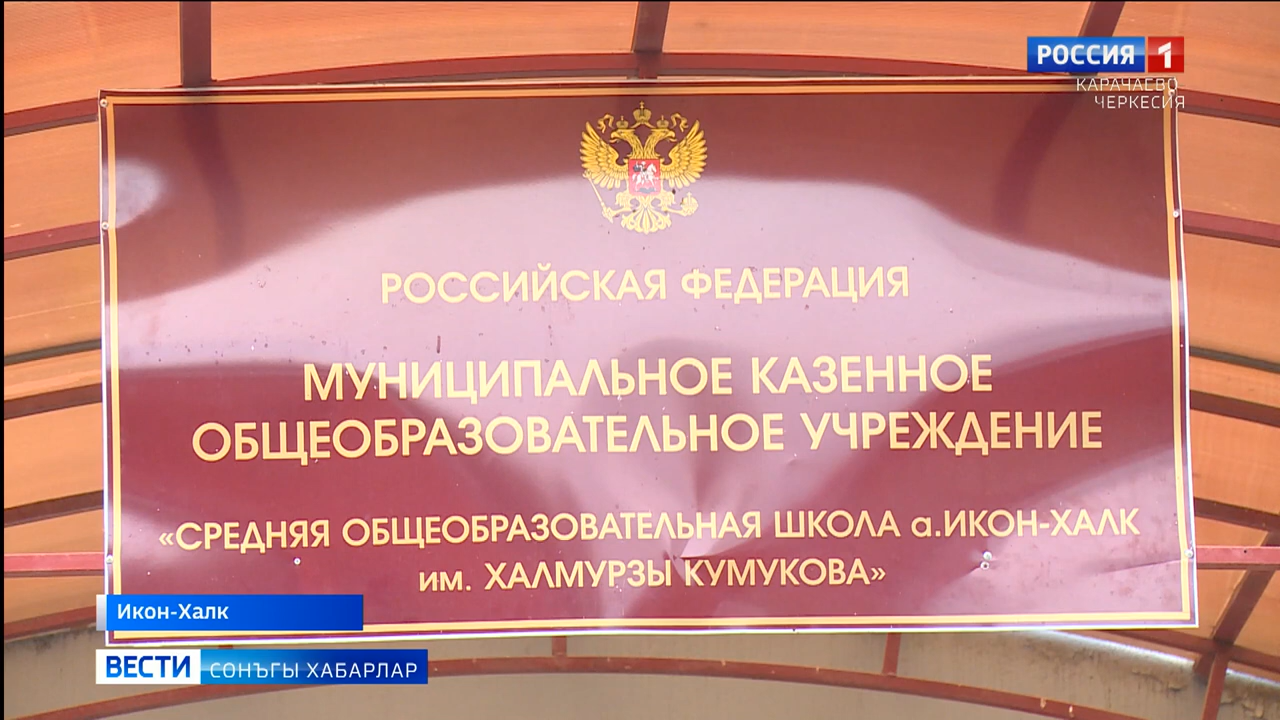 РОССИЯ 1
КАРАЧАЕВО
ЧЕРКЕСИЯ
РОССИЙСКАЯ ФЕДЕРАЦИЯ
МУНИЦИПАЛЬНОЕ КАЗЕННОЕ
ОБЩЕОБРАЗОВАТЕЛЬНОЕ УЧРЕЖДЕНИЕ
«СРЕДНЯЯ ОБЩЕОБРАЗОВАТЕЛЬНАЯ ШКОЛА а.ИКОН-ХАЛК
им. ХАЛМУРЗЫ КУМУКОВА»
Икон-Халк
ВЕСТИ СОНЪГЫ ХАБАРЛАР